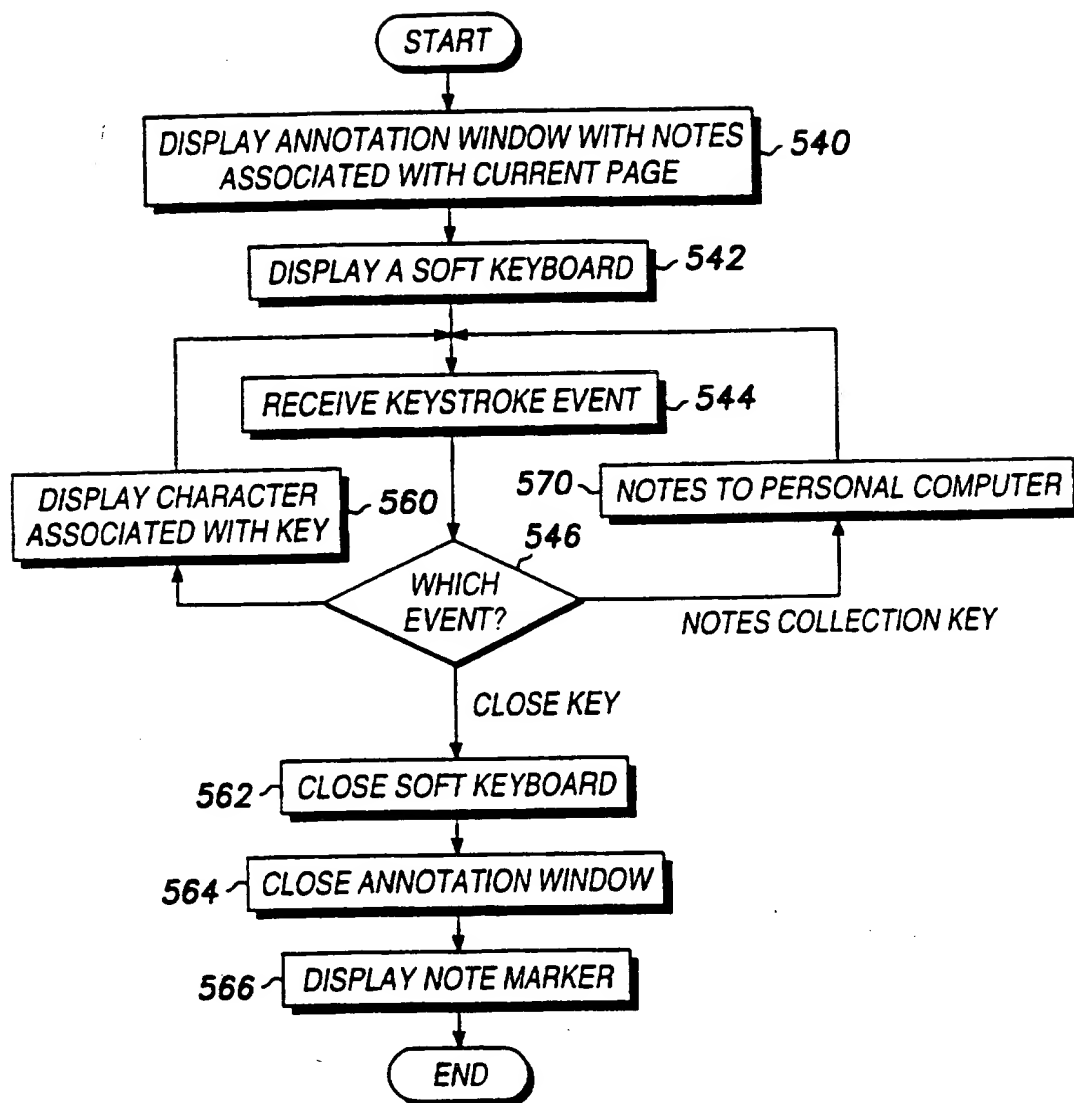 START
DISPLAY ANNOTATION WINDOW WITH NOTES
ASSOCIATED WITH CURRENT PAGE
540
DISPLAY A SOFT KEYBOARD
542
RECEIVE KEYSTROKE EVENT
544
DISPLAY CHARACTER
ASSOCIATED WITH KEY
560
570
NOTES TO PERSONAL COMPUTER
546
WHICH
EVENT?
NOTES COLLECTION KEY
CLOSE KEY
562
CLOSE SOFT KEYBOARD
564
CLOSE ANNOTATION WINDOW
566
DISPLAY NOTE MARKER
END